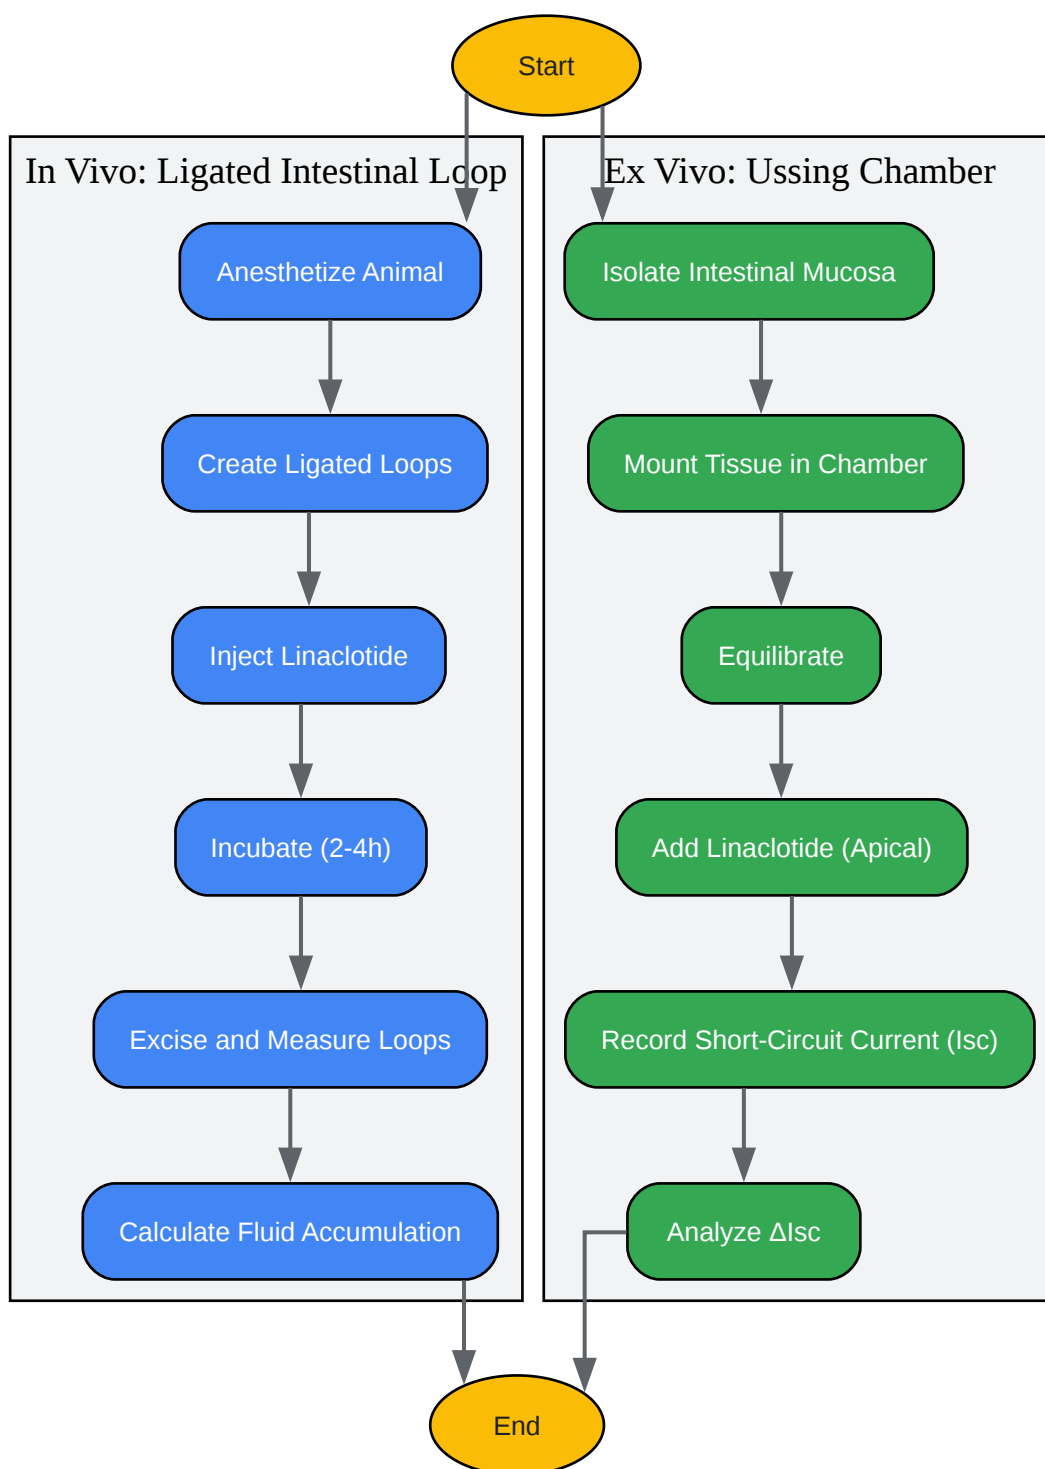 Start
In Vivo: Ligated Intestinal Loop
Anesthetize Animal
Create Ligated Loops
Inject Linaclotide
Incubate (2-4h)
Excise and Measure Loops
Calculate Fluid Accumulation
Ex Vivo: Ussing Chamber
Isolate Intestinal Mucosa
Mount Tissue in Chamber
Equilibrate
Add Linaclotide (Apical)
Record Short-Circuit Current (Isc)
Analyze ΔIsc
End